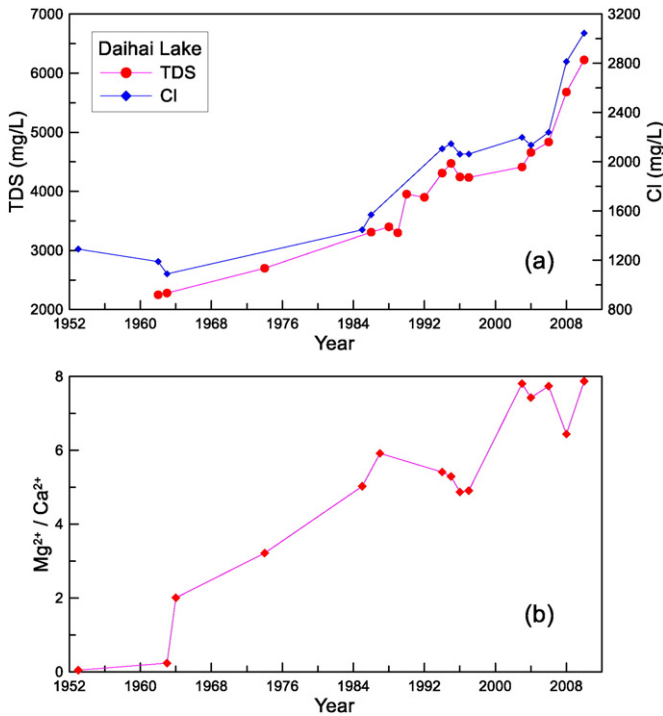 7000
6000
5000
4000
3000
2000
TDS (mg/L)
Daihai Lake
TDS
Cl
(a)
3200
2800
2400
2000
1600
1200
800
Cl (mg/L)
1952 1960 1968 1976 1984 1992 2000 2008
Year
8
6
4
2
0
Mg²⁺ / Ca²⁺
(b)
1952 1960 1968 1976 1984 1992 2000 2008
Year